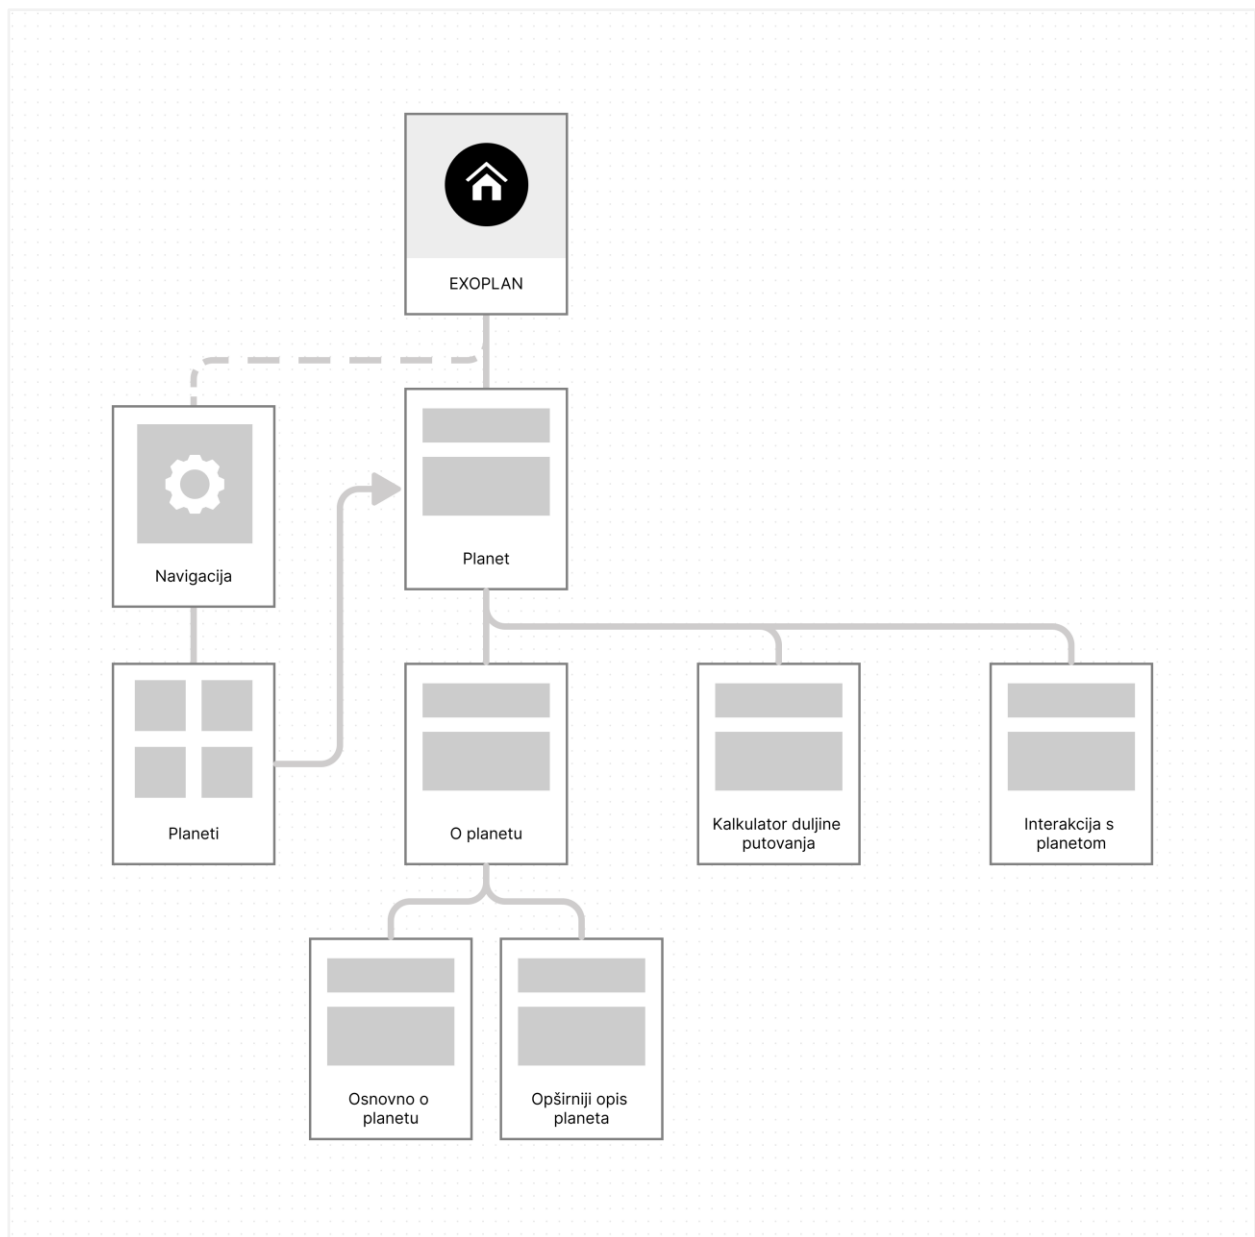 EXOPLAN
Navigacija
Planet
Planeti
O planetu
Kalkulator duljine
putovanja
Interakcija s
planetom
Osnovno o
planetu
Opširniji opis
planeta